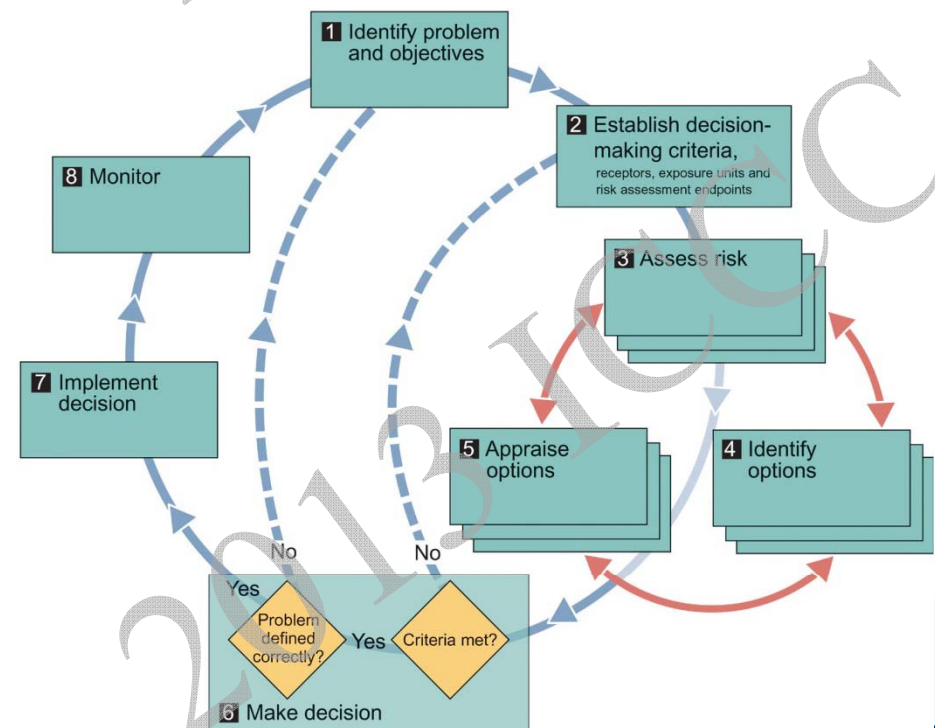 1 Identify problem
and objectives
2 Establish decision-
making criteria,
receptors, exposure units and
risk assessment endpoints
3 Assess risk
4 Identify
options
5 Appraise
options
No
No
Yes
Problem
defined
correctly?
Yes
Criteria met?
6 Make decision
7 Implement
decision
8 Monitor
2013 ICCC